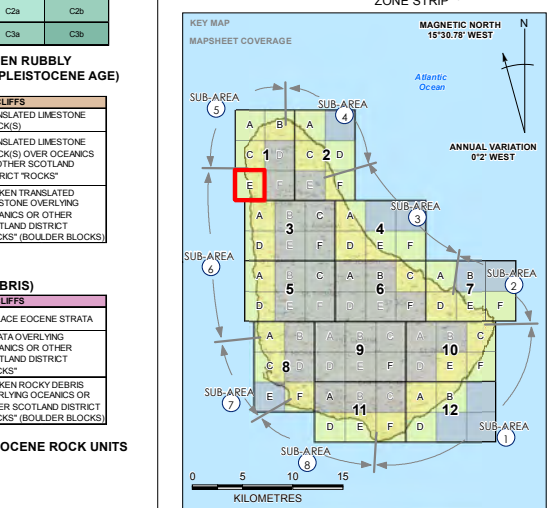 C2a C2b
C3a C3b
EN RUBBLY
PLEISTOCENE AGE)
CLIFFS
NSLATED LIMESTONE
CK(S)
NSLATED LIMESTONE
CK(S) OVER OCEANICS
OTHER SCOTLAND
TRICT "ROCKS"
KEN TRANSLATED
STONE OVERLYING
ANICS OR OTHER
TLAND DISTRICT
CKS" (BOULDER BLOCKS)
BRIS)
CLIFFS
LACE EOCENE STRATA
ATA OVERLYING
ANICS OR OTHER
TLAND DISTRICT
CKS"
KEN ROCKY DEBRIS
RLYING OCEANICS OR
ER SCOTLAND DISTRICT
CKS" (BOULDER BLOCKS)
OCENE ROCK UNITS
ZONE STRIP
KEY MAP
MAPSHEET COVERAGE
MAGNETIC NORTH
15°30.78' WEST
N
Atlantic
Ocean
ANNUAL VARIATION
0°2' WEST
SUB-AREA
5
SUB-AREA
4
A B A
C 1 D C 2 D
E F E F
SUB-AREA
3
A B C A 4
3
D E F D E F
SUB-AREA
6
SUB-AREA
2
A B C A B C A B
5 6 7
D E F D E F D E F
A B A B C A B C
9 10
C 8 D D E F D E F
SUB-AREA
7
E F A B C A B
11 12
D E F D
SUB-AREA
1
SUB-AREA
8
0 5 10 15
KILOMETRES